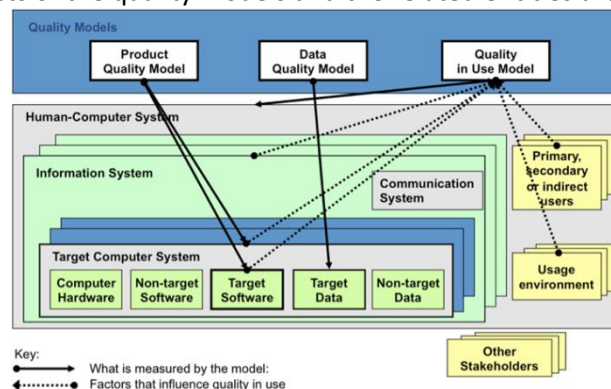 Quality Models
Product
Quality Model
Data
Quality Model
Quality
in Use Model
Human-Computer System
Information System
Communication
System
Primary,
secondary
or indirect
users
Target Computer System
Computer
Hardware
Non-target
Software
Target
Software
Target
Data
Non-target
Data
Usage
environment
Key:
What is measured by the model:
Factors that influence quality in use
Other
Stakeholders